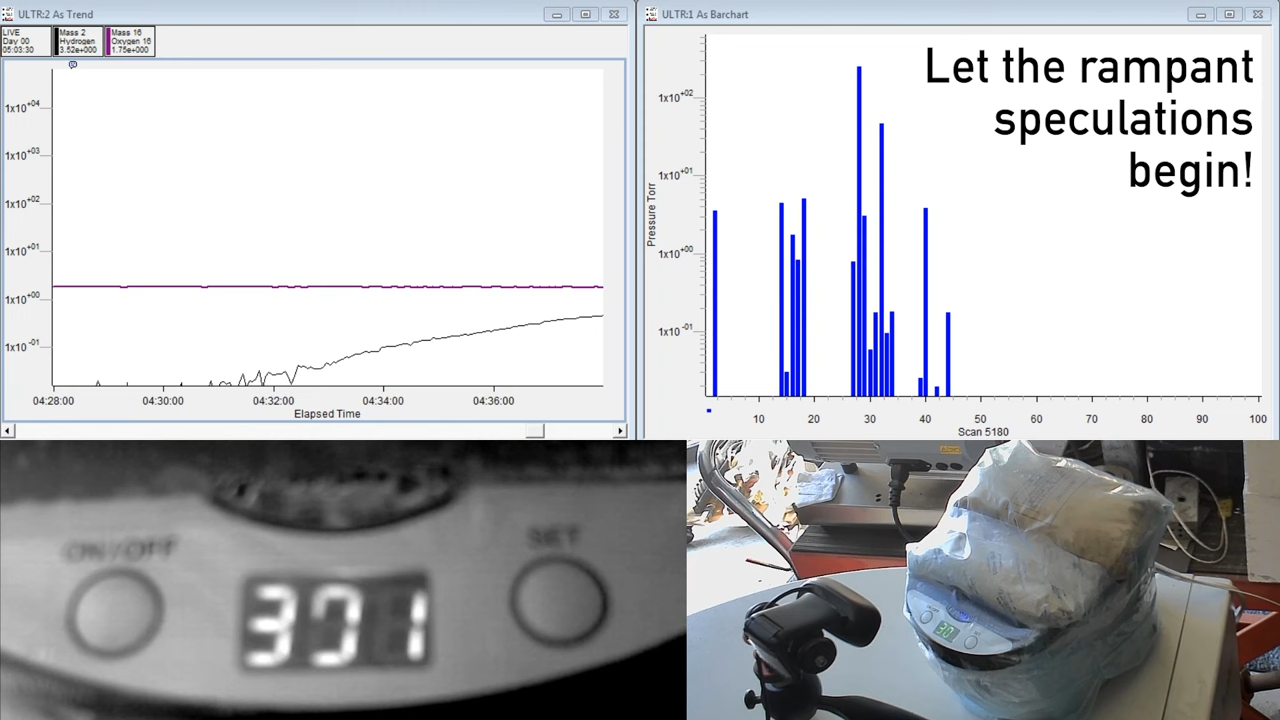 ULTR:2 As Trend
LIVE
Day 00
05:03:30
Mass 2
Hydrogen
3.52e+000
Mass 16
Oxygen 16
1.75e+000
1x10+04
1x10+03
1x10+02
1x10+01
1x10+00
1x10-01
04:28:00 04:30:00 04:32:00 04:34:00 04:36:00
Elapsed Time
ULTR:1 As Barchart
Let the rampant
speculations
begin!
Pressure Torr
1x10+02
1x10+01
1x10+00
1x10-01
10 20 30 40 50 60 70 80 90 100
Scan 5180
ON/OFF
SET